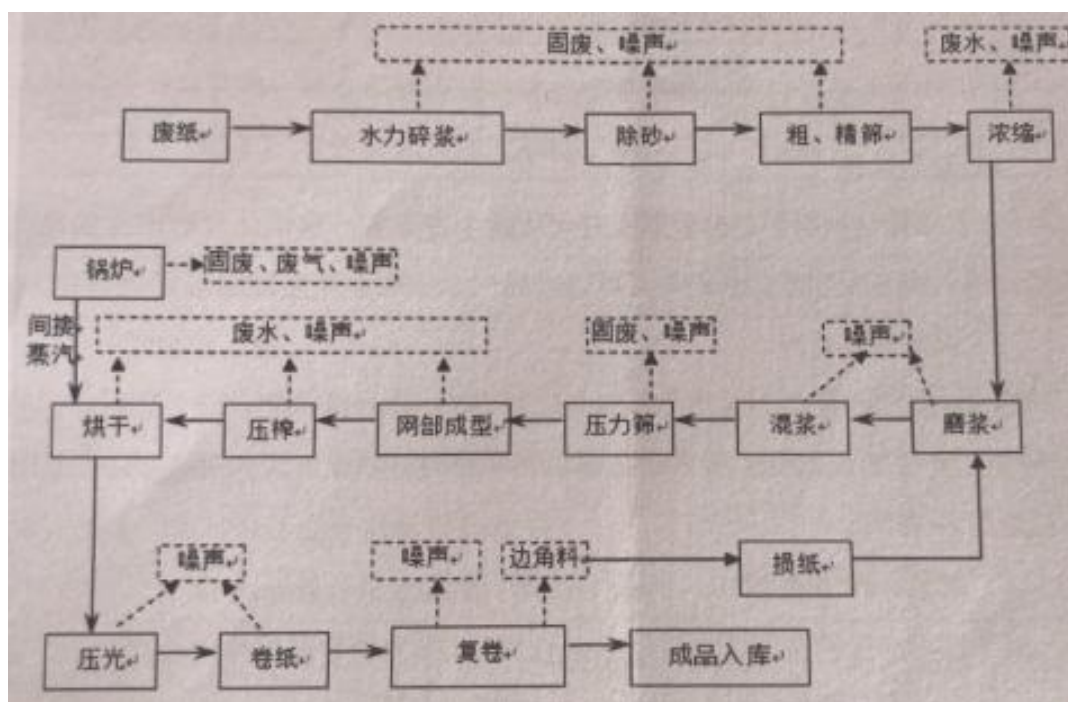 固废、噪声
废水、噪声
废纸
水力碎浆
除砂
粗、精筛
浓缩
锅炉
固废、废气、噪声
间接
蒸汽
废水、噪声
固废、噪声
噪声
烘干
压榨
网部成型
压力筛
混浆
磨浆
噪声
噪声
边角料
损纸
压光
卷纸
复卷
成品入库